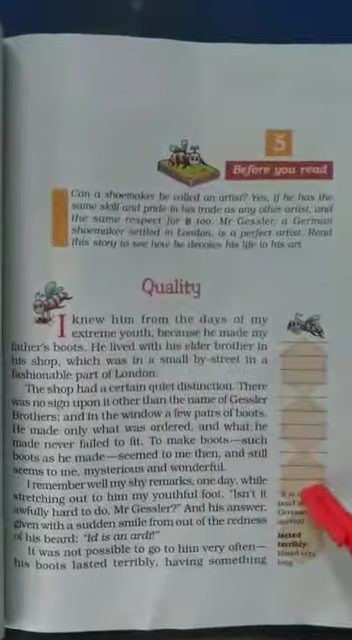 5
Before you read
Can a shoemaker be called an artist? Yes, if he has the
same skill and pride in his trade as any other artist, and
the same respect for it too. Mr Gessler, a German
shoemaker settled in London, is a perfect artist. Read
this story to see how he devotes his life to his art.
Quality
I knew him from the days of my
extreme youth, because he made my
father's boots. He lived with his elder brother in
his shop, which was in a small by-street in a
fashionable part of London.
The shop had a certain quiet distinction. There
was no sign upon it other than the name of Gessler
Brothers; and in the window a few pairs of boots.
He made only what was ordered, and what he
made never failed to fit. To make boots—such
boots as he made—seemed to me then, and still
seems to me, mysterious and wonderful.
I remember well my shy remarks, one day, while
stretching out to him my youthful foot. "Isn't it
awfully hard to do, Mr Gessler?" And his answer,
given with a sudden smile from out of the redness
of his beard: "Id is an ardt!"
It was not possible to go to him very often—
his boots lasted terribly, having something
lasted
terribly:
lasted very
long